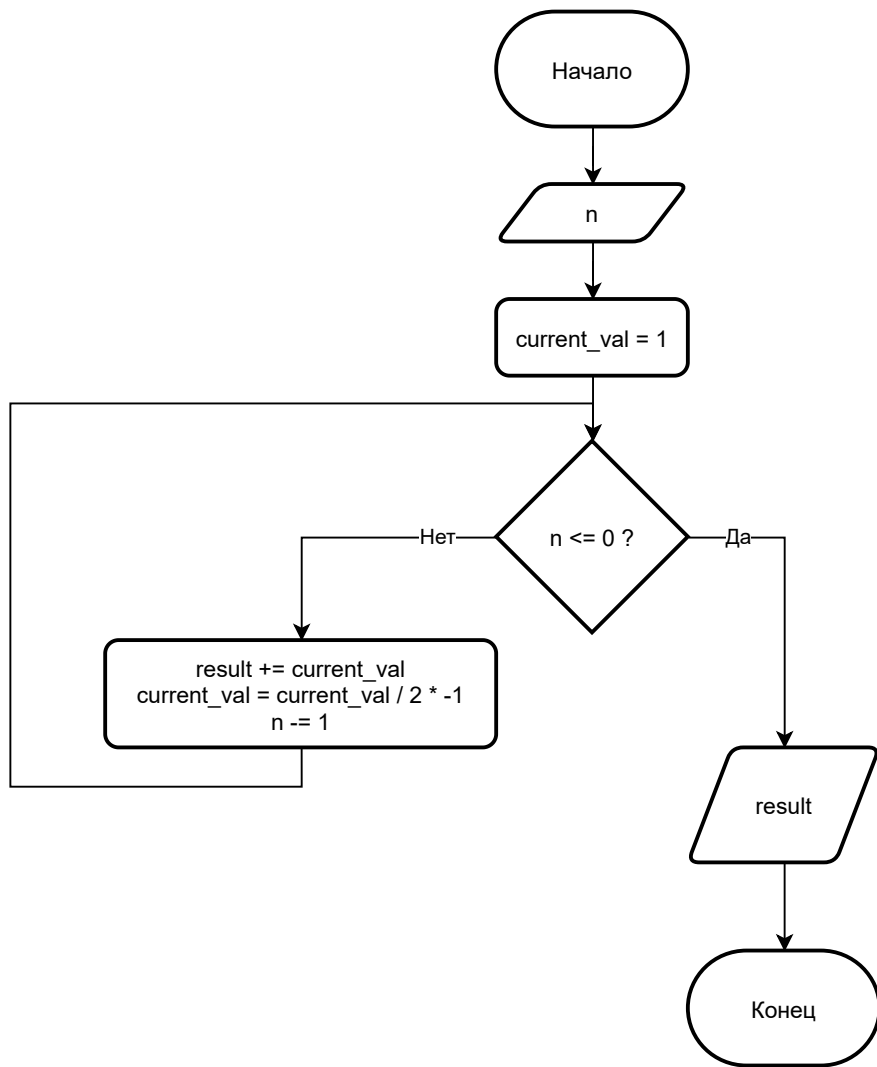 Начало
n
current_val = 1
n <= 0 ?
Нет
Да
result += current_val
current_val = current_val / 2 * -1
n -= 1
result
Конец